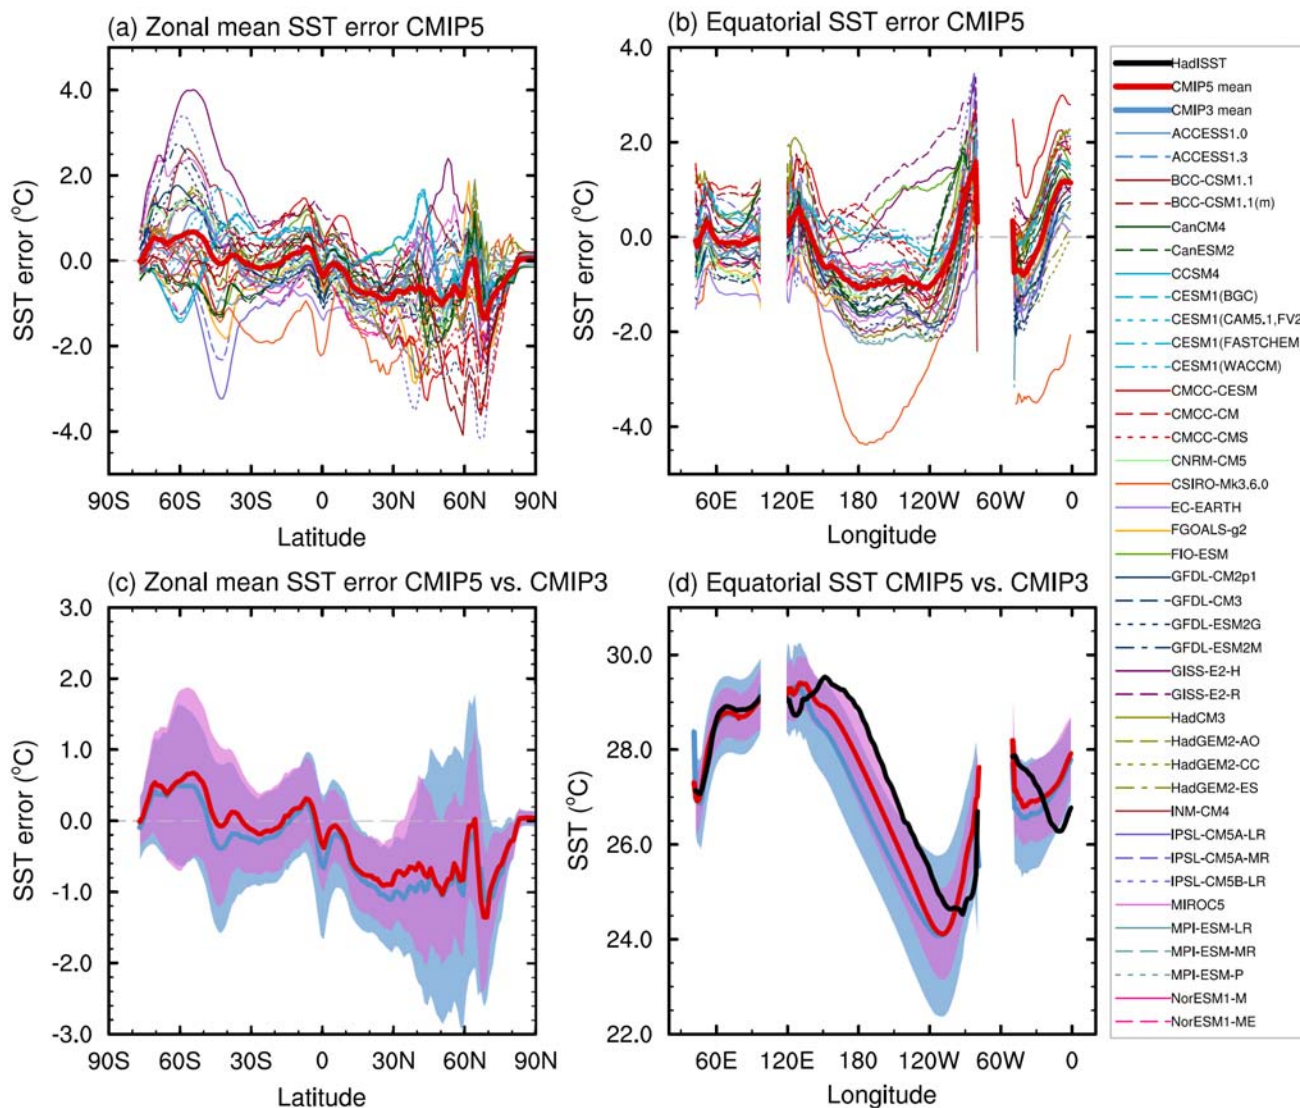 (a) Zonal mean SST error CMIP5
SST error (°C)
4.0
2.0
0.0
-2.0
-4.0
90S 60S 30S 0 30N 60N 90N
Latitude
(b) Equatorial SST error CMIP5
SST error (°C)
4.0
2.0
0.0
-2.0
-4.0
60E 120E 180 120W 60W 0
Longitude
(c) Zonal mean SST error CMIP5 vs. CMIP3
SST error (°C)
3.0
2.0
1.0
0.0
-1.0
-2.0
-3.0
90S 60S 30S 0 30N 60N 90N
Latitude
(d) Equatorial SST CMIP5 vs. CMIP3
SST (°C)
30.0
28.0
26.0
24.0
22.0
60E 120E 180 120W 60W 0
Longitude
HadISST
CMIP5 mean
CMIP3 mean
ACCESS1.0
ACCESS1.3
BCC-CSM1.1
BCC-CSM1.1(m)
CanCM4
CanESM2
CCSM4
CESM1(BGC)
CESM1(CAM5.1,FV2
CESM1(FASTCHEM
CESM1(WACCM)
CMCC-CESM
CMCC-CM
CMCC-CMS
CNRM-CM5
CSIRO-Mk3.6.0
EC-EARTH
FGOALS-g2
FIO-ESM
GFDL-CM2p1
GFDL-CM3
GFDL-ESM2G
GFDL-ESM2M
GISS-E2-H
GISS-E2-R
HadCM3
HadGEM2-AO
HadGEM2-CC
HadGEM2-ES
INM-CM4
IPSL-CM5A-LR
IPSL-CM5A-MR
IPSL-CM5B-LR
MIROC5
MPI-ESM-LR
MPI-ESM-MR
MPI-ESM-P
NorESM1-M
NorESM1-ME